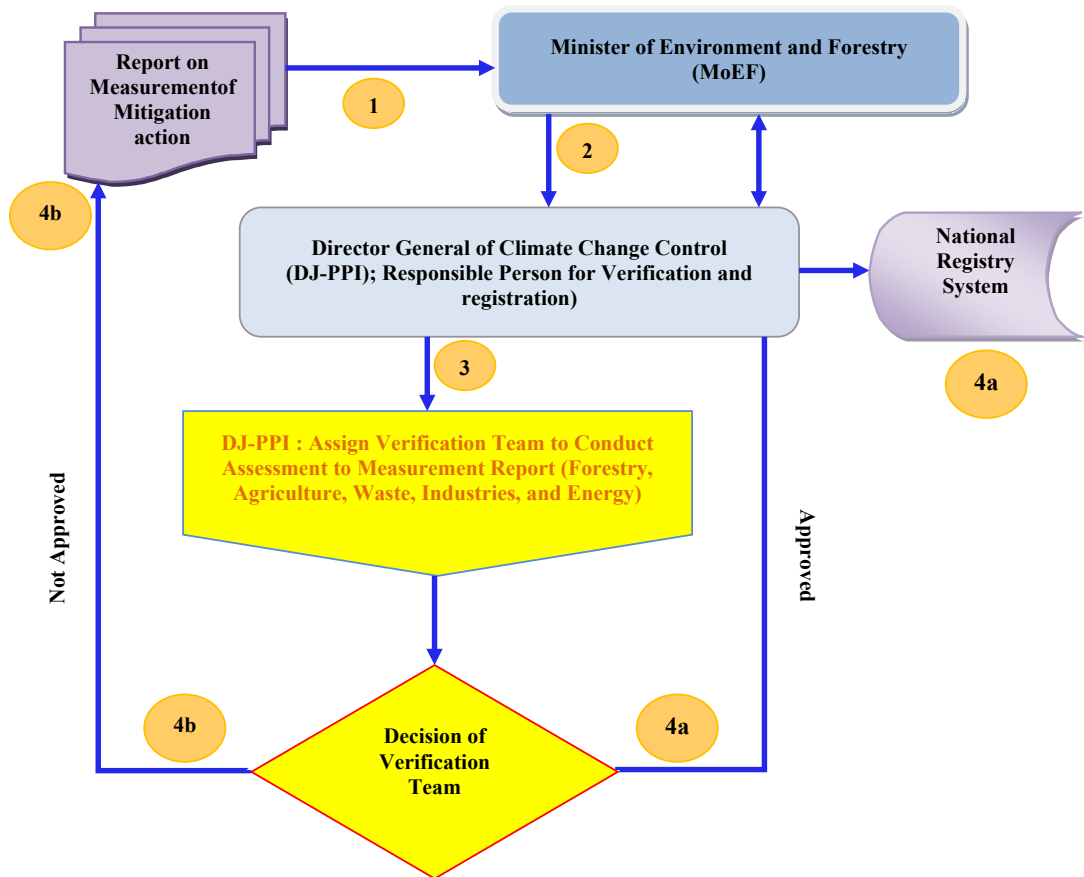 Report on
Measurementof
Mitigation
action
1
Minister of Environment and Forestry
(MoEF)
2
4b
Director General of Climate Change Control
(DJ-PPI); Responsible Person for Verification and
registration)
National
Registry
System
3
4a
DJ-PPI : Assign Verification Team to Conduct
Assessment to Measurement Report (Forestry,
Agriculture, Waste, Industries, and Energy)
Not Approved
Approved
4b
4a
Decision of
Verification
Team